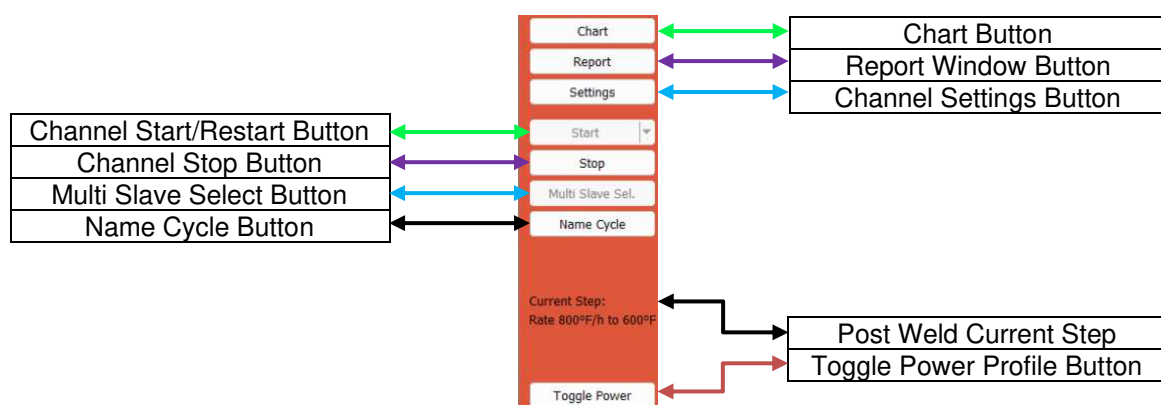 Chart
Chart Button
Report
Report Window Button
Settings
Channel Settings Button
Channel Start/Restart Button
Start
Channel Stop Button
Stop
Multi Slave Select Button
Multi Slave Sel.
Name Cycle Button
Name Cycle
Current Step:
Rate 800°F/h to 600°F
Post Weld Current Step
Toggle Power Profile Button
Toggle Power